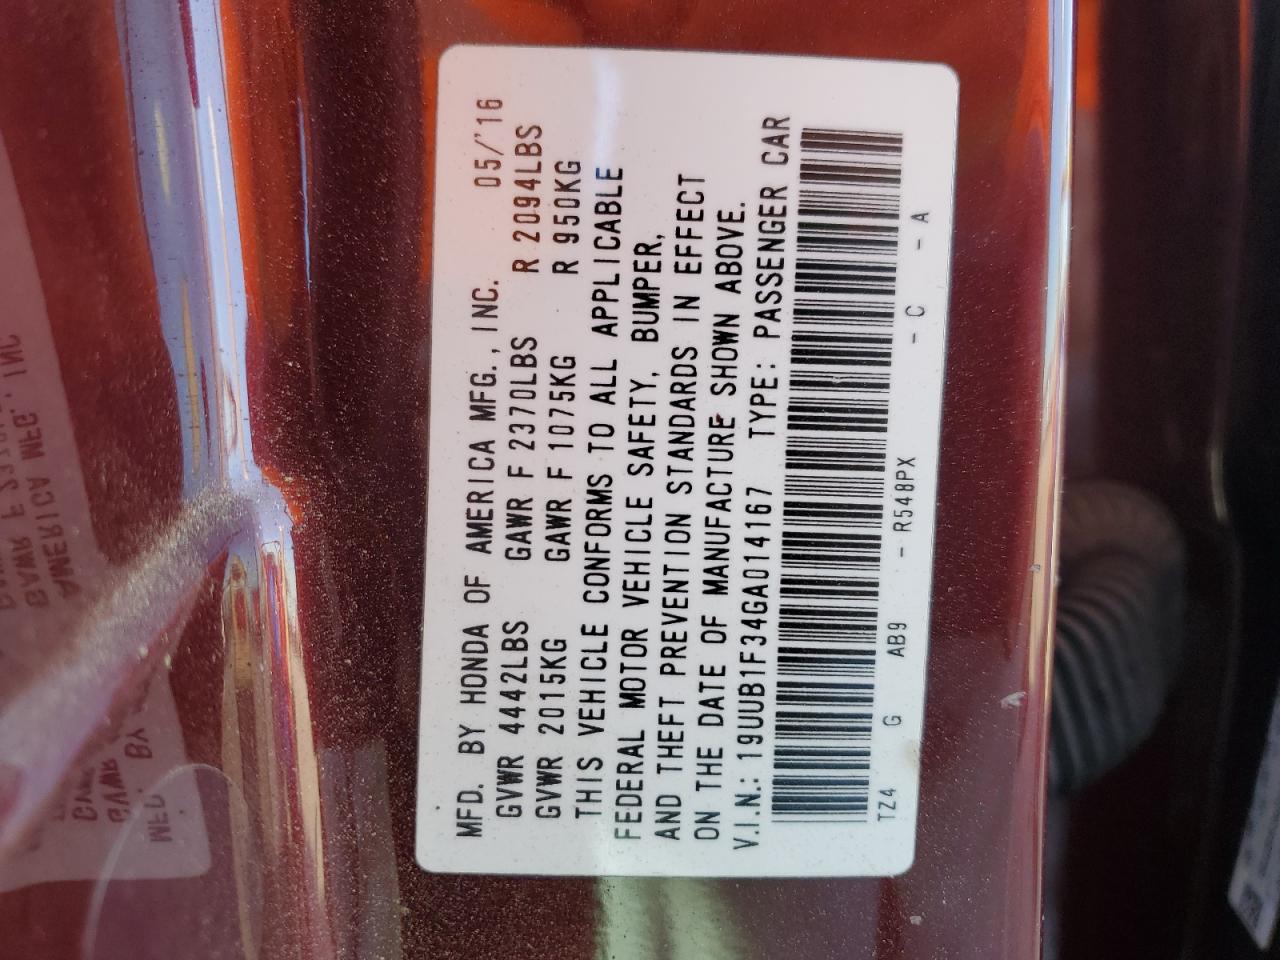 MFD. BY HONDA OF AMERICA MFG., INC. 05/'16
GVWR 4442LBS GAWR F 2370LBS R 2094LBS
GVWR 2015KG GAWR F 1075KG R 950KG
THIS VEHICLE CONFORMS TO ALL APPLICABLE
FEDERAL MOTOR VEHICLE SAFETY, BUMPER,
AND THEFT PREVENTION STANDARDS IN EFFECT
ON THE DATE OF MANUFACTURE SHOWN ABOVE.
V.I.N.: 19UUB1F34GA014167 TYPE: PASSENGER CAR
TZ4 G AB9 - R548PX - C - A